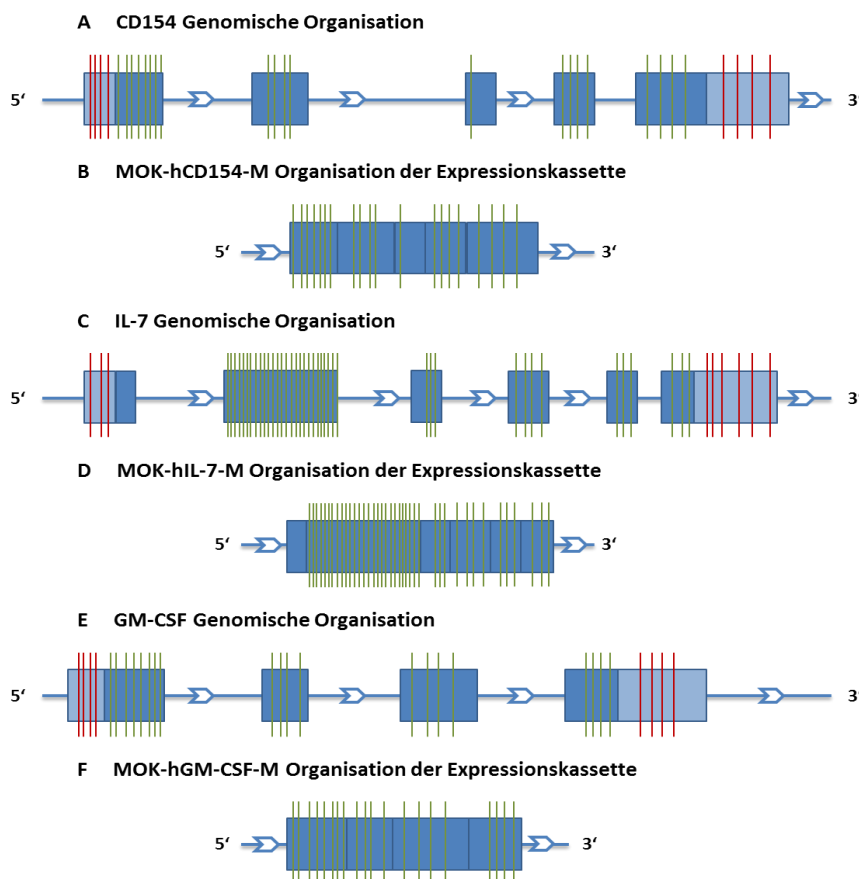 A CD154 Genomische Organisation
5‘ 3‘
B MOK-hCD154-M Organisation der Expressionskassette
5‘ 3‘
C IL-7 Genomische Organisation
5‘ 3‘
D MOK-hIL-7-M Organisation der Expressionskassette
5‘ 3‘
E GM-CSF Genomische Organisation
5‘ 3‘
F MOK-hGM-CSF-M Organisation der Expressionskassette
5‘ 3‘